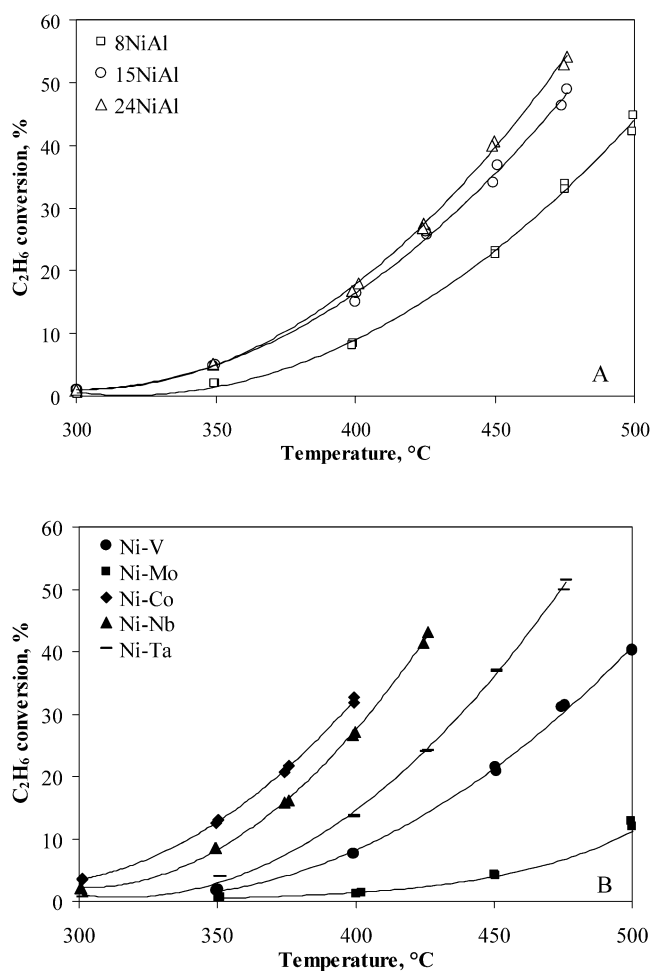 60
50
40
30
20
10
0
C₂H₆ conversion, %
8NiAl
15NiAl
24NiAl
A
300
350
400
450
500
Temperature, °C
60
50
40
30
20
10
0
C₂H₆ conversion, %
Ni-V
Ni-Mo
Ni-Co
Ni-Nb
Ni-Ta
B
300
350
400
450
500
Temperature, °C